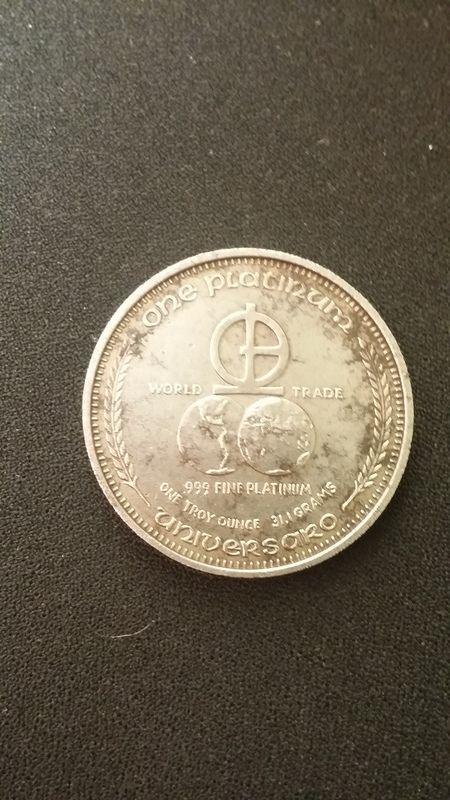 ONE PLATINUM
WORLD TRADE
.999 FINE PLATINUM
ONE TROY OUNCE 31.1 GRAMS
UNIVERSARO